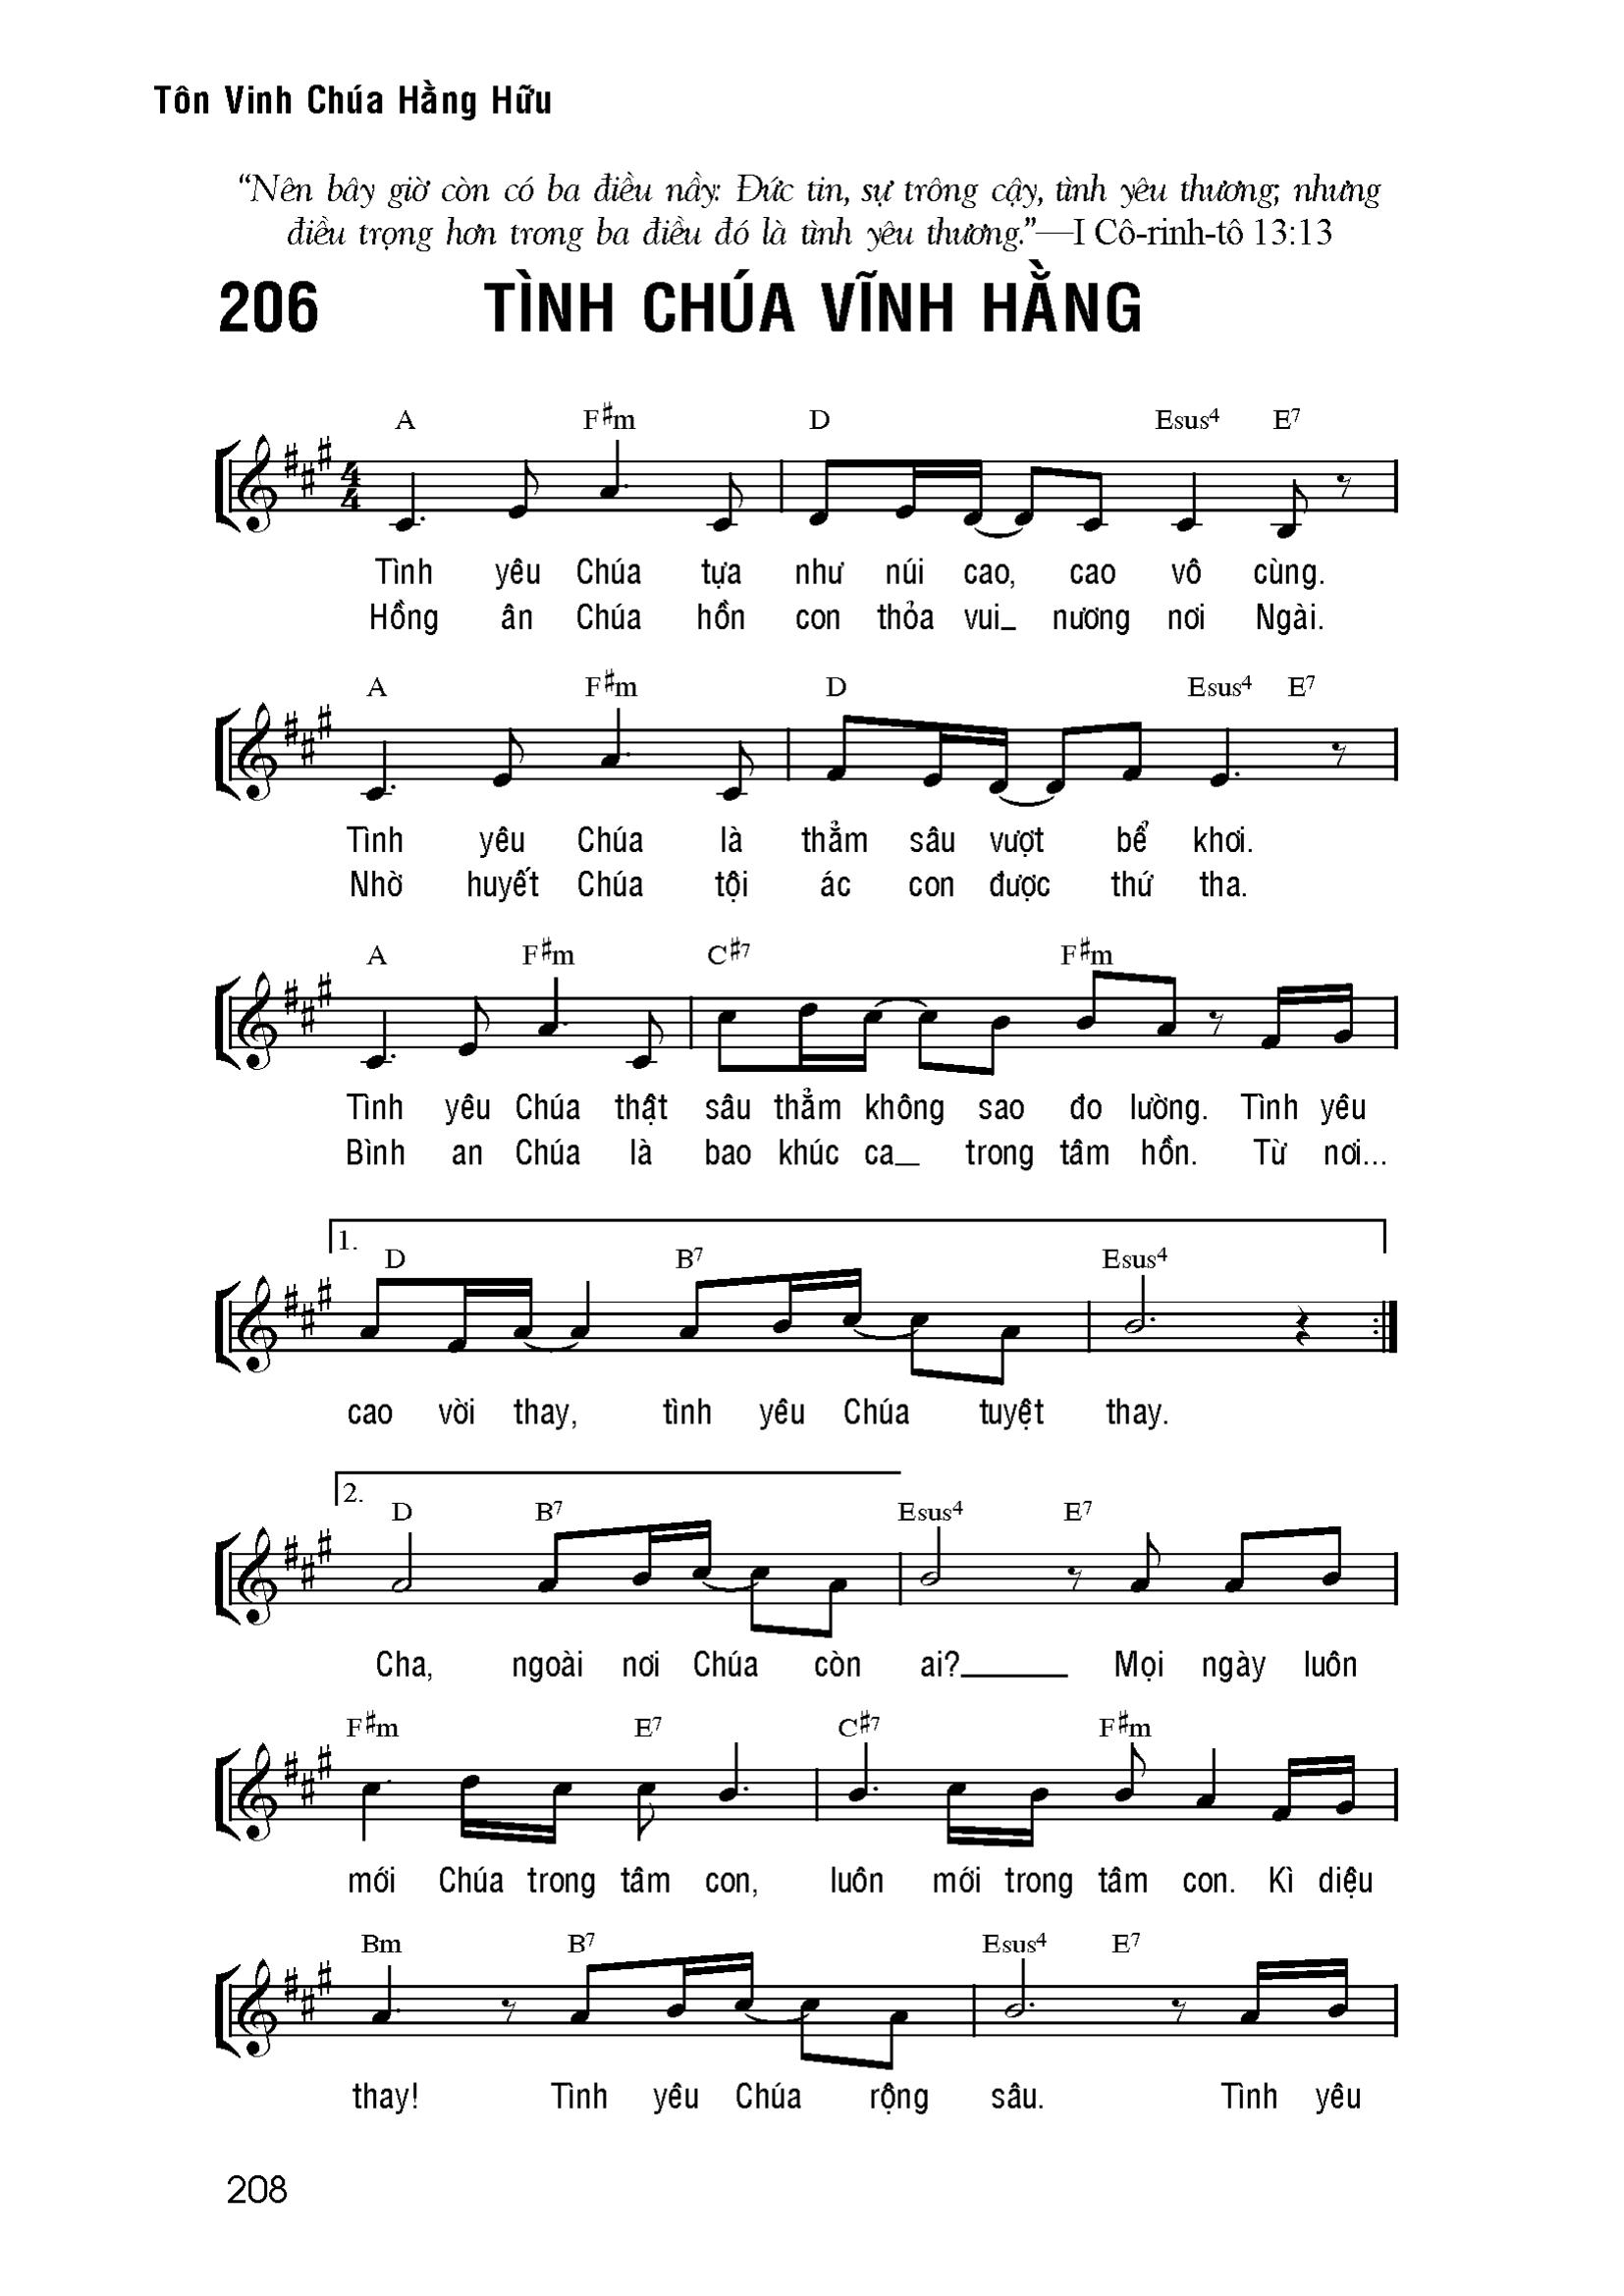 Tôn Vinh Chúa Hằng Hữu
“Nên bây giờ còn có ba điều nầy: Đức tin, sự trông cậy, tình yêu thương; nhưng
điều trọng hơn trong ba điều đó là tình yêu thương.”—I Cô-rinh-tô 13:13
206 TÌNH CHÚA VĨNH HẰNG
A F♯m D Esus4 E7
4
4
Tình yêu Chúa tựa như núi cao, cao vô cùng.
Hồng ân Chúa hồn con thỏa vui_ nương nơi Ngài.
A F♯m D Esus4 E7
Tình yêu Chúa là thẳm sâu vượt bể khơi.
Nhờ huyết Chúa tội ác con được thứ tha.
A F♯m C♯7 F♯m
Tình yêu Chúa thật sâu thẳm không sao đo lường. Tình yêu
Bình an Chúa là bao khúc ca_ trong tâm hồn. Từ nơi...
1. D B7 Esus4
cao vời thay, tình yêu Chúa tuyệt thay.
2. D B7 Esus4 E7
Cha, ngoài nơi Chúa còn ai?_ Mọi ngày luôn
F♯m E7 C♯7 F♯m
mới Chúa trong tâm con, luôn mới trong tâm con. Kì diệu
Bm B7 Esus4 E7
thay! Tình yêu Chúa rộng sâu. Tình yêu
208